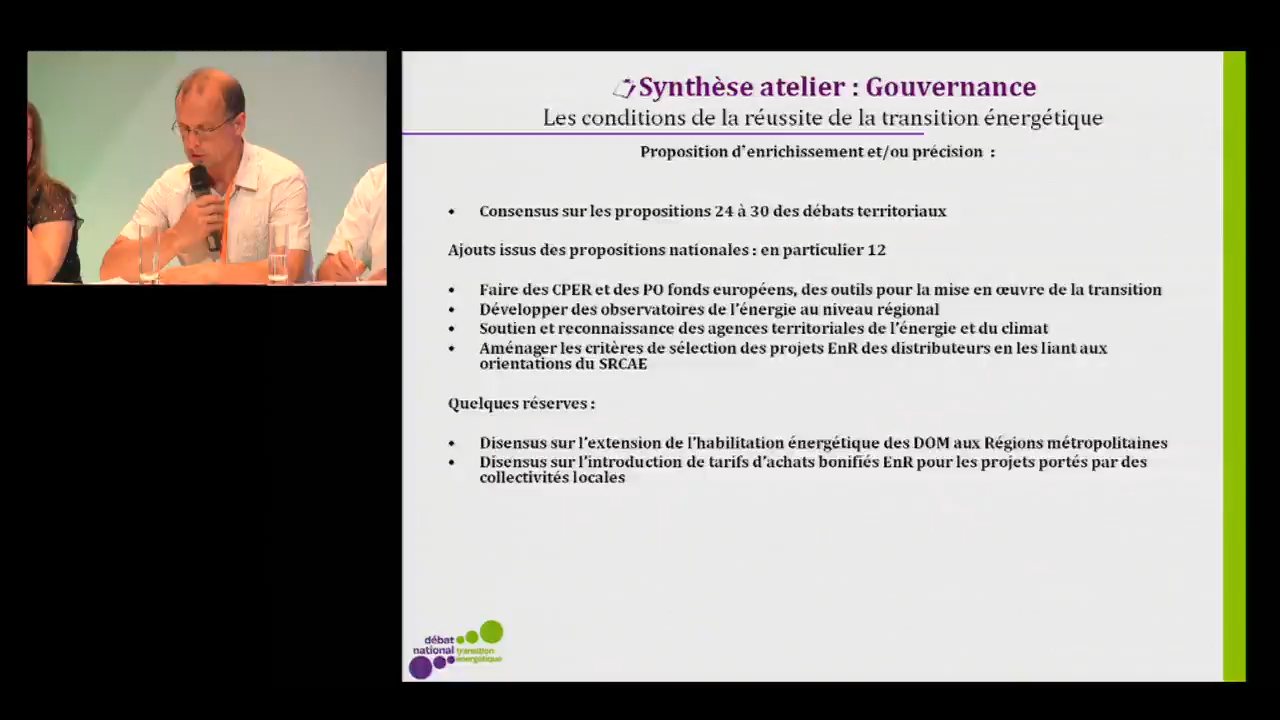 Synthèse atelier : Gouvernance
Les conditions de la réussite de la transition énergétique
Proposition d'enrichissement et/ou précision :
• Consensus sur les propositions 24 à 30 des débats territoriaux
Ajouts issus des propositions nationales : en particulier 12
• Faire des CPER et des PO fonds européens, des outils pour la mise en œuvre de la transition
• Développer des observatoires de l'énergie au niveau régional
• Soutien et reconnaissance des agences territoriales de l'énergie et du climat
• Aménager les critères de sélection des projets EnR des distributeurs en les liant aux
orientations du SRCAE
Quelques réserves :
• Disensus sur l'extension de l'habilitation énergétique des DOM aux Régions métropolitaines
• Disensus sur l'introduction de tarifs d'achats bonifiés EnR pour les projets portés par des
collectivités locales
débat
national transition
énergétique